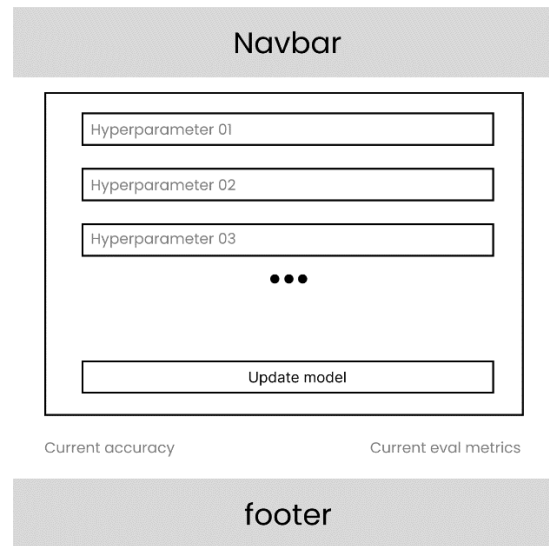 Navbar
Hyperparameter 01
Hyperparameter 02
Hyperparameter 03
•••
Update model
Current accuracy
Current eval metrics
footer